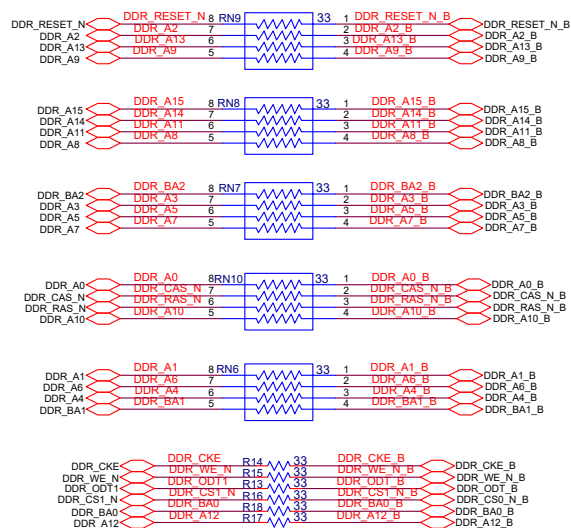 DDR_RESET_N DDR_RESET_N 8 RN9 33 1 DDR_RESET_N_B DDR_RESET_N_B
DDR_A2 DDR_A2 7 2 DDR_A2_B DDR_A2_B
DDR_A13 DDR_A13 6 3 DDR_A13_B DDR_A13_B
DDR_A9 DDR_A9 5 4 DDR_A9_B DDR_A9_B
DDR_A15 DDR_A15 8 RN8 33 1 DDR_A15_B DDR_A15_B
DDR_A14 DDR_A14 7 2 DDR_A14_B DDR_A14_B
DDR_A11 DDR_A11 6 3 DDR_A11_B DDR_A11_B
DDR_A8 DDR_A8 5 4 DDR_A8_B DDR_A8_B
DDR_BA2 DDR_BA2 8 RN7 33 1 DDR_BA2_B DDR_BA2_B
DDR_A3 DDR_A3 7 2 DDR_A3_B DDR_A3_B
DDR_A5 DDR_A5 6 3 DDR_A5_B DDR_A5_B
DDR_A7 DDR_A7 5 4 DDR_A7_B DDR_A7_B
DDR_A0 DDR_A0 8 RN10 33 1 DDR_A0_B DDR_A0_B
DDR_CAS_N DDR_CAS_N 7 2 DDR_CAS_N_B DDR_CAS_N_B
DDR_RAS_N DDR_RAS_N 6 3 DDR_RAS_N_B DDR_RAS_N_B
DDR_A10 DDR_A10 5 4 DDR_A10_B DDR_A10_B
DDR_A1 DDR_A1 8 RN6 33 1 DDR_A1_B DDR_A1_B
DDR_A6 DDR_A6 7 2 DDR_A6_B DDR_A6_B
DDR_A4 DDR_A4 6 3 DDR_A4_B DDR_A4_B
DDR_BA1 DDR_BA1 5 4 DDR_BA1_B DDR_BA1_B
DDR_CKE DDR_CKE R14 33 DDR_CKE_B DDR_CKE_B
DDR_WE_N DDR_WE_N R15 33 DDR_WE_N_B DDR_WE_N_B
DDR_ODT1 DDR_ODT1 R13 33 DDR_ODT_B DDR_ODT_B
DDR_CS1_N DDR_CS1_N R16 33 DDR_CS1_N_B DDR_CS0_N_B
DDR_BA0 DDR_BA0 R18 33 DDR_BA0_B DDR_BA0_B
DDR_A12 DDR_A12 R17 33 DDR_A12_B DDR_A12_B